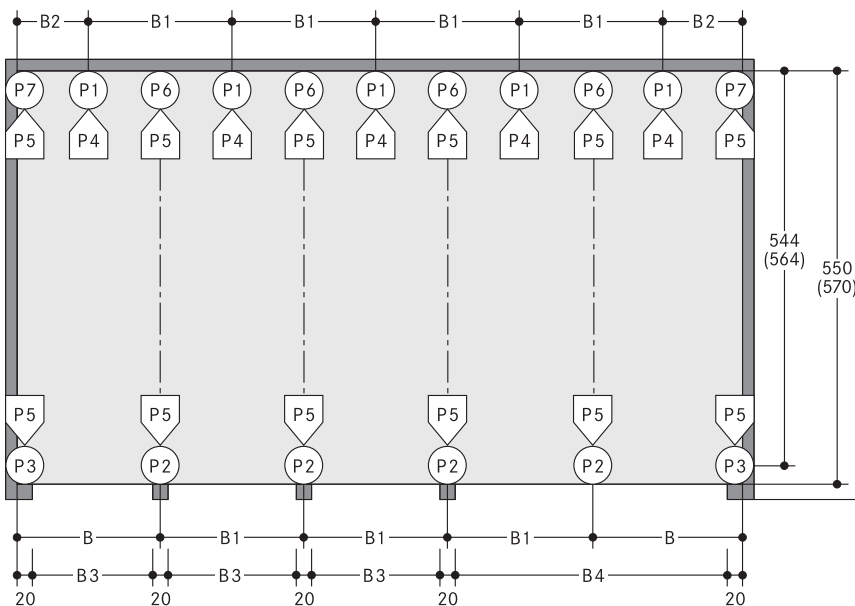 B2 B1 B1 B1 B1 B2
P7 P1 P6 P1 P6 P1 P6 P1 P6 P1 P7
P5 P4 P5 P4 P5 P4 P5 P4 P5 P4 P5
544
(564)
550
(570)
P5 P5 P5 P5 P5 P5
P3 P2 P2 P2 P2 P3
B B1 B1 B1 B
B3 B3 B3 B4
20 20 20 20 20